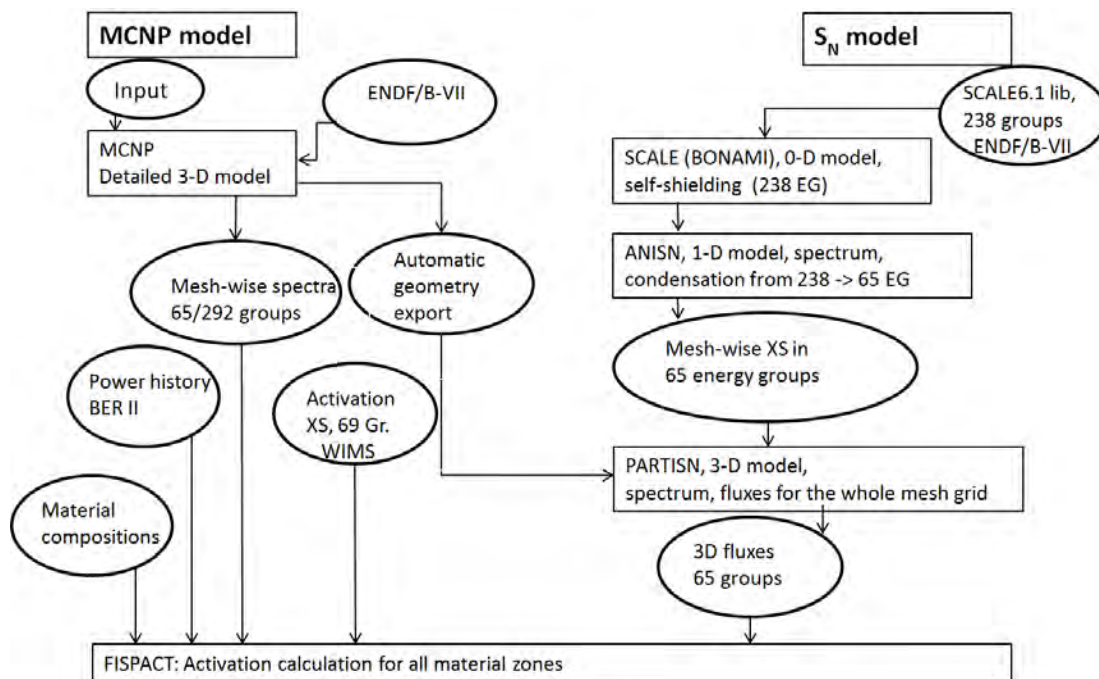 MCNP model
Input
ENDF/B-VII
MCNP
Detailed 3-D model
Mesh-wise spectra
65/292 groups
Automatic
geometry
export
Power history
BER II
Activation
XS, 69 Gr.
WIMS
Material
compositions
S_N model
SCALE6.1 lib,
238 groups
ENDF/B-VII
SCALE (BONAMI), 0-D model,
self-shielding (238 EG)
ANISN, 1-D model, spectrum,
condensation from 238 -> 65 EG
Mesh-wise XS in
65 energy groups
PARTISN, 3-D model,
spectrum, fluxes for the whole mesh grid
3D fluxes
65 groups
FISPACT: Activation calculation for all material zones